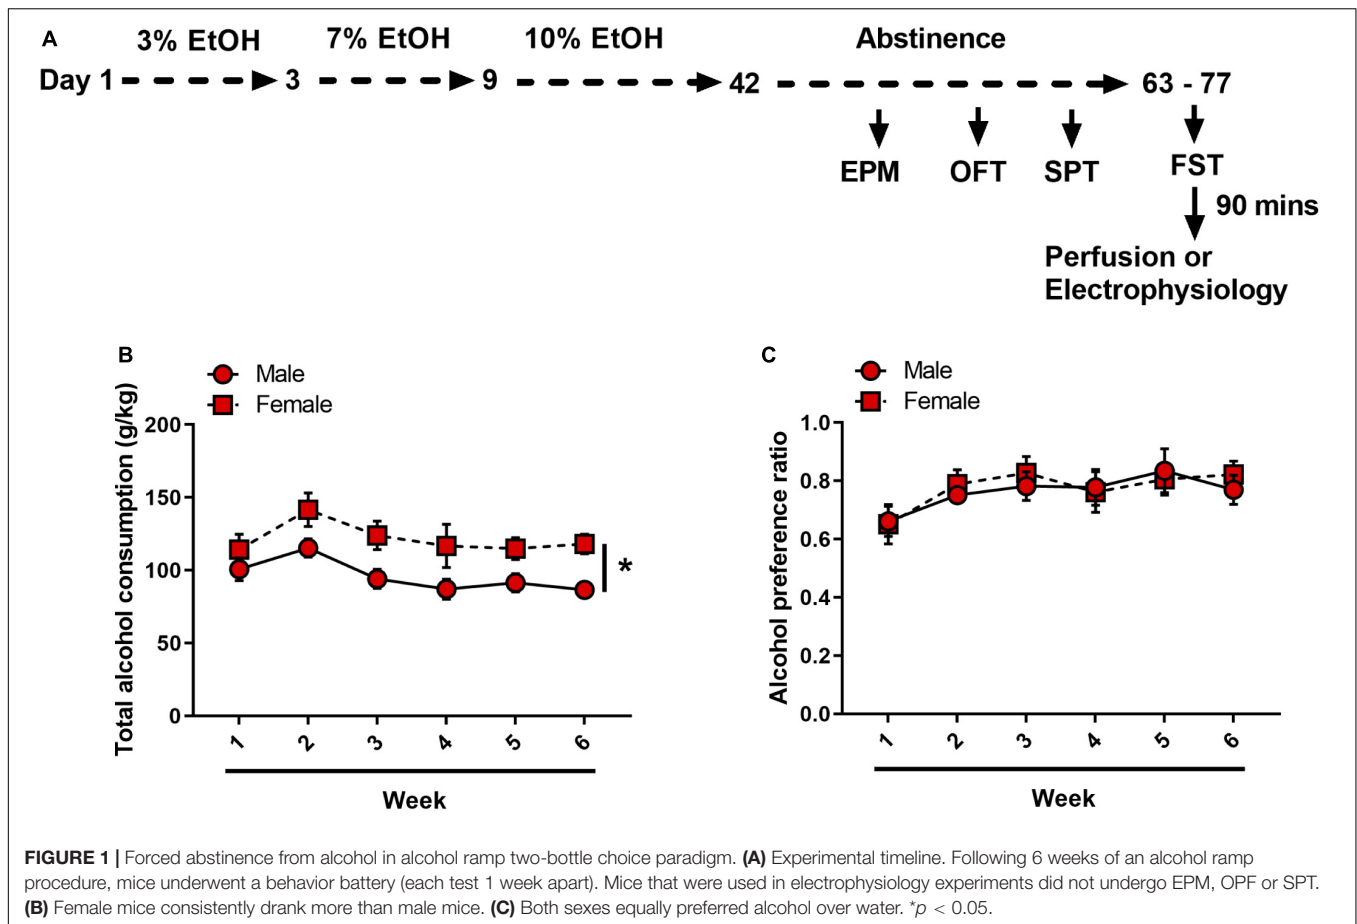 A
3% EtOH 7% EtOH 10% EtOH Abstinence
Day 1 3 9 42 63 - 77
EPM OFT SPT FST
90 mins
Perfusion or
Electrophysiology
B
Male
Female
Total alcohol consumption (g/kg)
200
150
100
50
0
*
1 2 3 4 5 6
Week
C
Male
Female
Alcohol preference ratio
1.0
0.8
0.6
0.4
0.2
0.0
1 2 3 4 5 6
Week
FIGURE 1 | Forced abstinence from alcohol in alcohol ramp two-bottle choice paradigm. (A) Experimental timeline. Following 6 weeks of an alcohol ramp
procedure, mice underwent a behavior battery (each test 1 week apart). Mice that were used in electrophysiology experiments did not undergo EPM, OPF or SPT.
(B) Female mice consistently drank more than male mice. (C) Both sexes equally preferred alcohol over water. *p < 0.05.